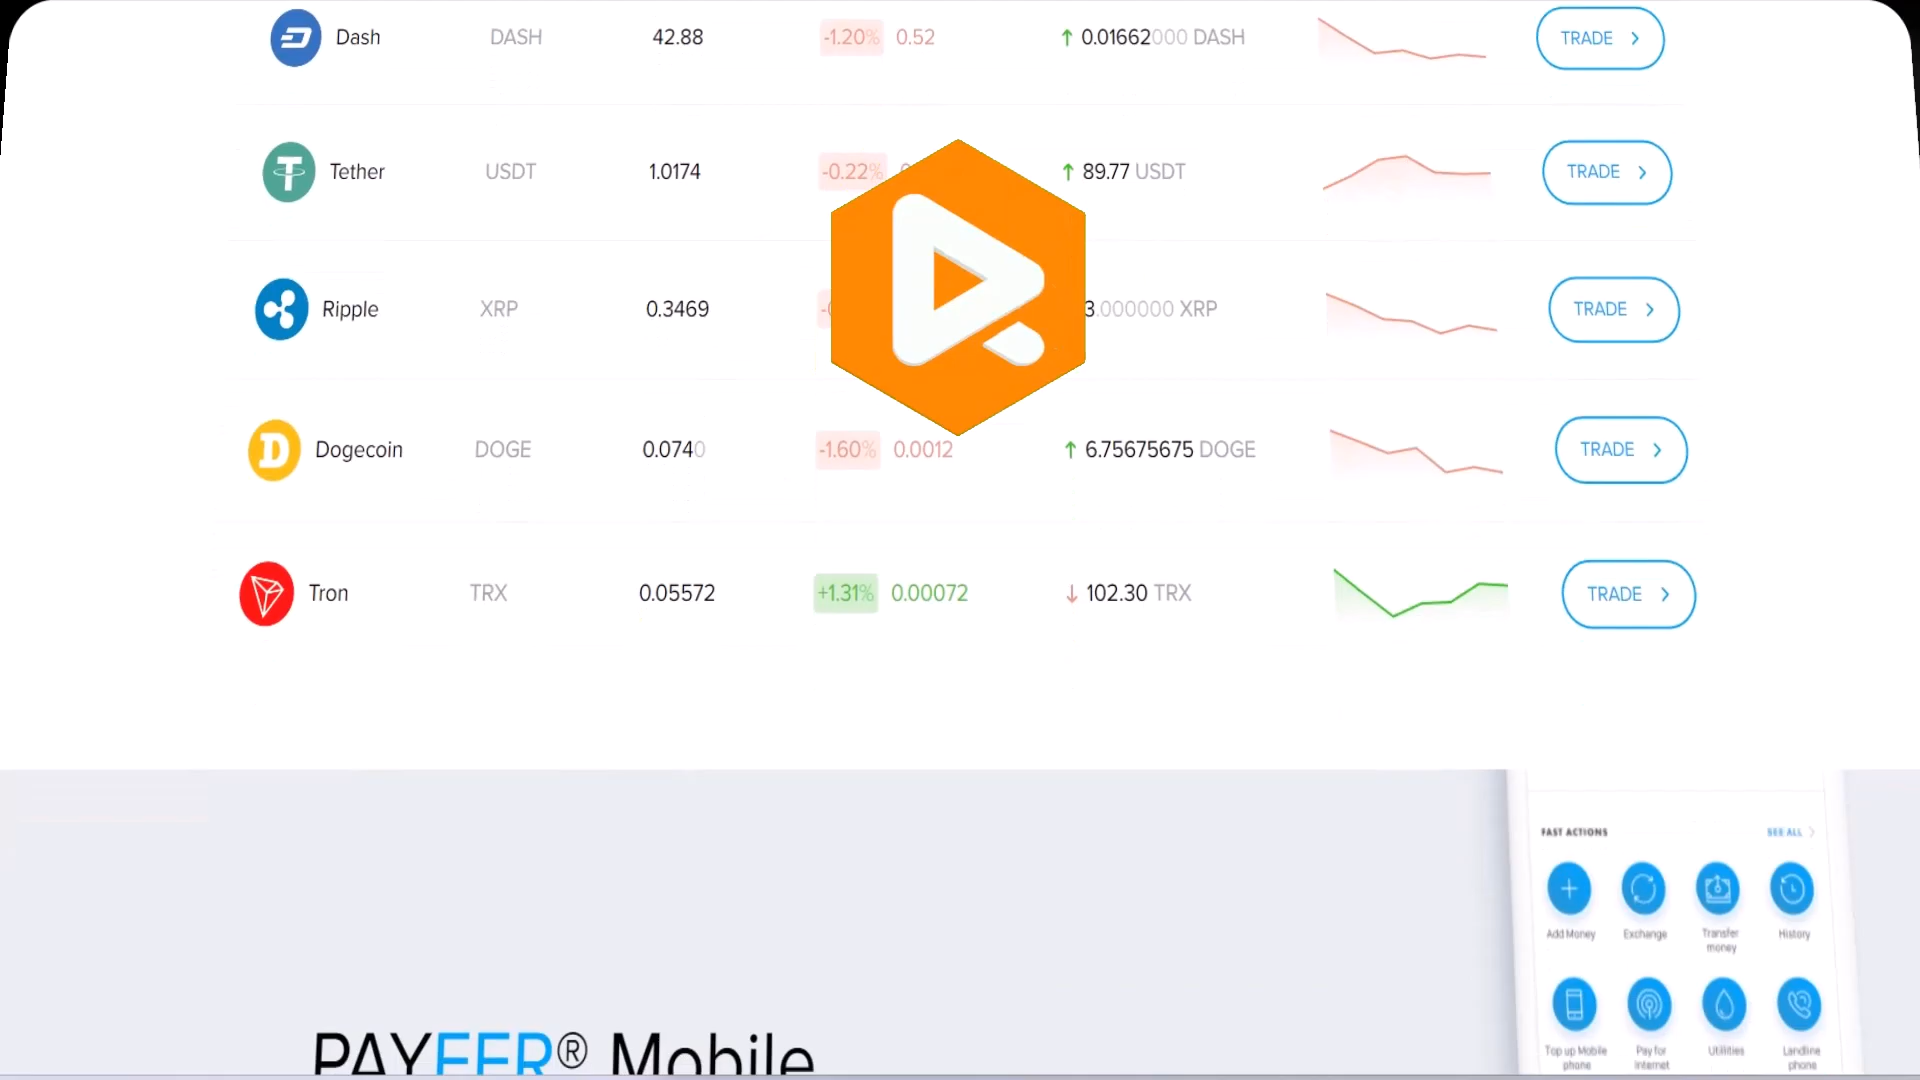 Dash DASH 42.88 -1.20% 0.52 ↑ 0.01662000 DASH TRADE >
Tether USDT 1.0174 -0.22% ↑ 89.77 USDT TRADE >
Ripple XRP 0.3469 3.000000 XRP TRADE >
Dogecoin DOGE 0.0740 -1.60% 0.0012 ↑ 6.75675675 DOGE TRADE >
Tron TRX 0.05572 +1.31% 0.00072 ↓ 102.30 TRX TRADE >
FAST ACTIONS SEE ALL >
Add Money Exchange Transfer money History
Top up Mobile phone Pay for Internet Utilities Landline phone
PAYEER® Mobile